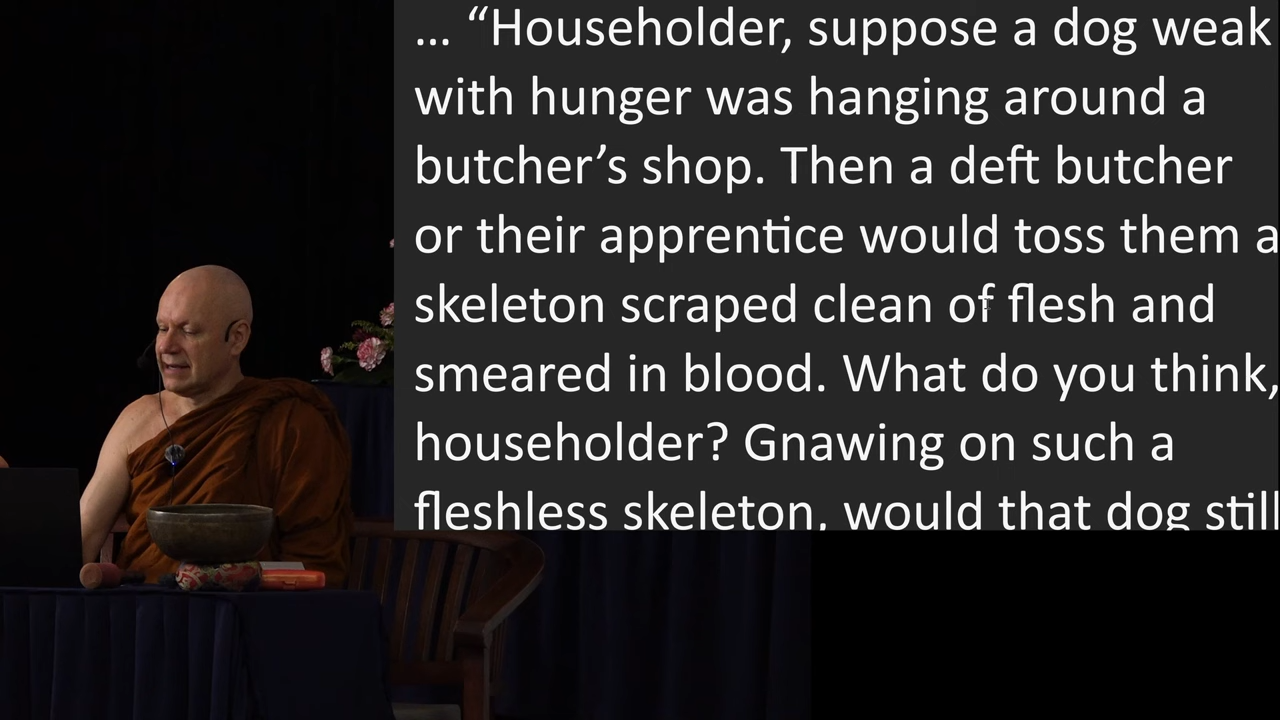 … “Householder, suppose a dog weak
with hunger was hanging around a
butcher’s shop. Then a deft butcher
or their apprentice would toss them a
skeleton scraped clean of flesh and
smeared in blood. What do you think,
householder? Gnawing on such a
fleshless skeleton, would that dog still